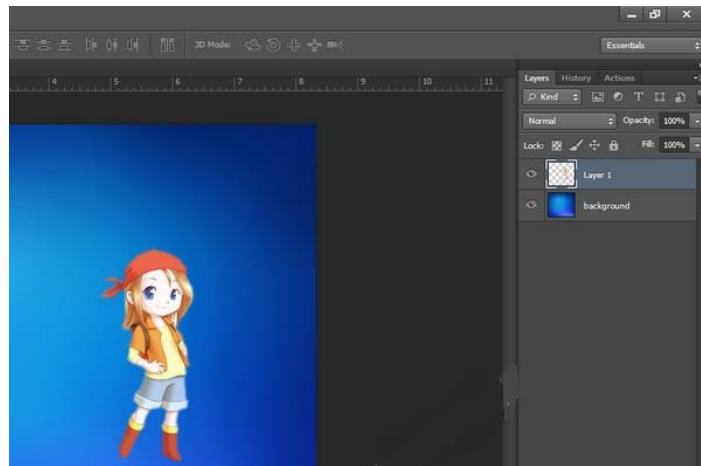 3D Mode:
Essentials
4 5 6 7 8 9 10 11
Layers History Actions
Kind
Normal Opacity: 100%
Lock: Fill: 100%
Layer 1
background